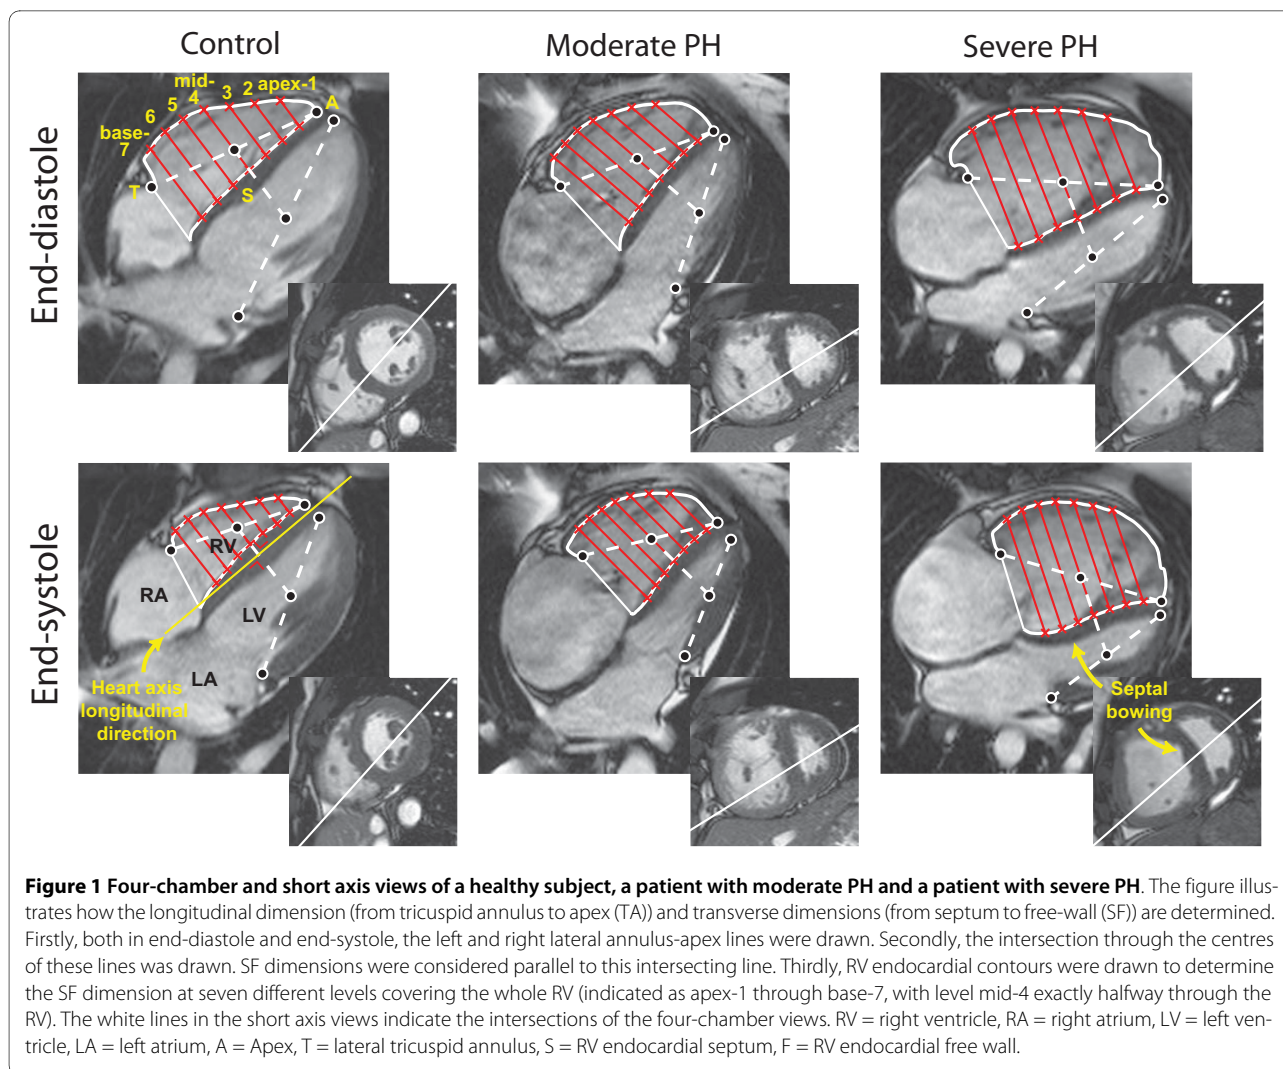 Control
Moderate PH
Severe PH
End-diastole
mid-
apex-1
2
3
4
5
6
base-
7
A
T
S
End-systole
RV
RA
LV
LA
Heart axis
longitudinal
direction
Septal
bowing
Figure 1 Four-chamber and short axis views of a healthy subject, a patient with moderate PH and a patient with severe PH. The figure illus-
trates how the longitudinal dimension (from tricuspid annulus to apex (TA)) and transverse dimensions (from septum to free-wall (SF)) are determined.
Firstly, both in end-diastole and end-systole, the left and right lateral annulus-apex lines were drawn. Secondly, the intersection through the centres
of these lines was drawn. SF dimensions were considered parallel to this intersecting line. Thirdly, RV endocardial contours were drawn to determine
the SF dimension at seven different levels covering the whole RV (indicated as apex-1 through base-7, with level mid-4 exactly halfway through the
RV). The white lines in the short axis views indicate the intersections of the four-chamber views. RV = right ventricle, RA = right atrium, LV = left ven-
tricle, LA = left atrium, A = Apex, T = lateral tricuspid annulus, S = RV endocardial septum, F = RV endocardial free wall.